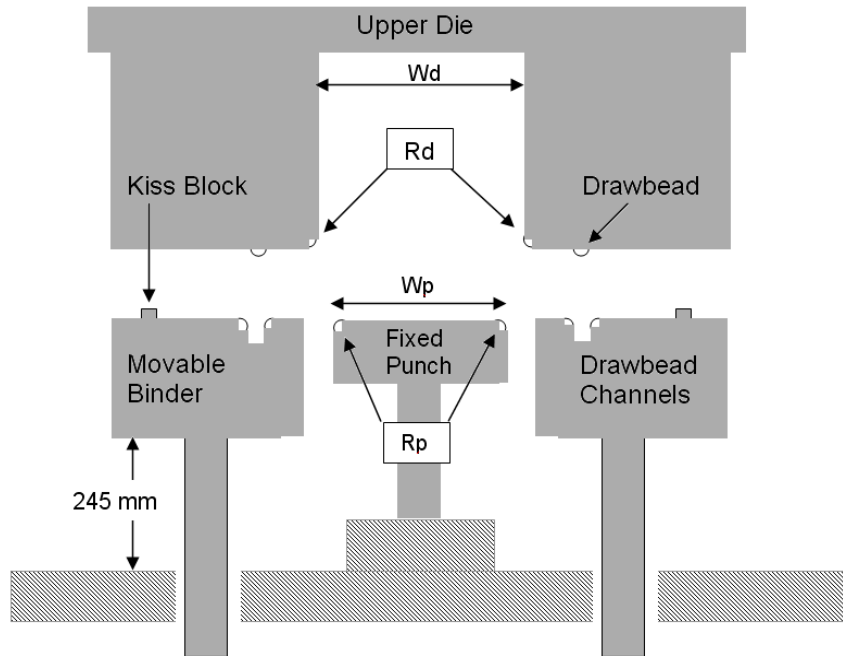 Upper Die
Wd
Rd
Kiss Block
Drawbead
Wp
Fixed
Punch
Movable
Binder
Drawbead
Channels
Rp
245 mm